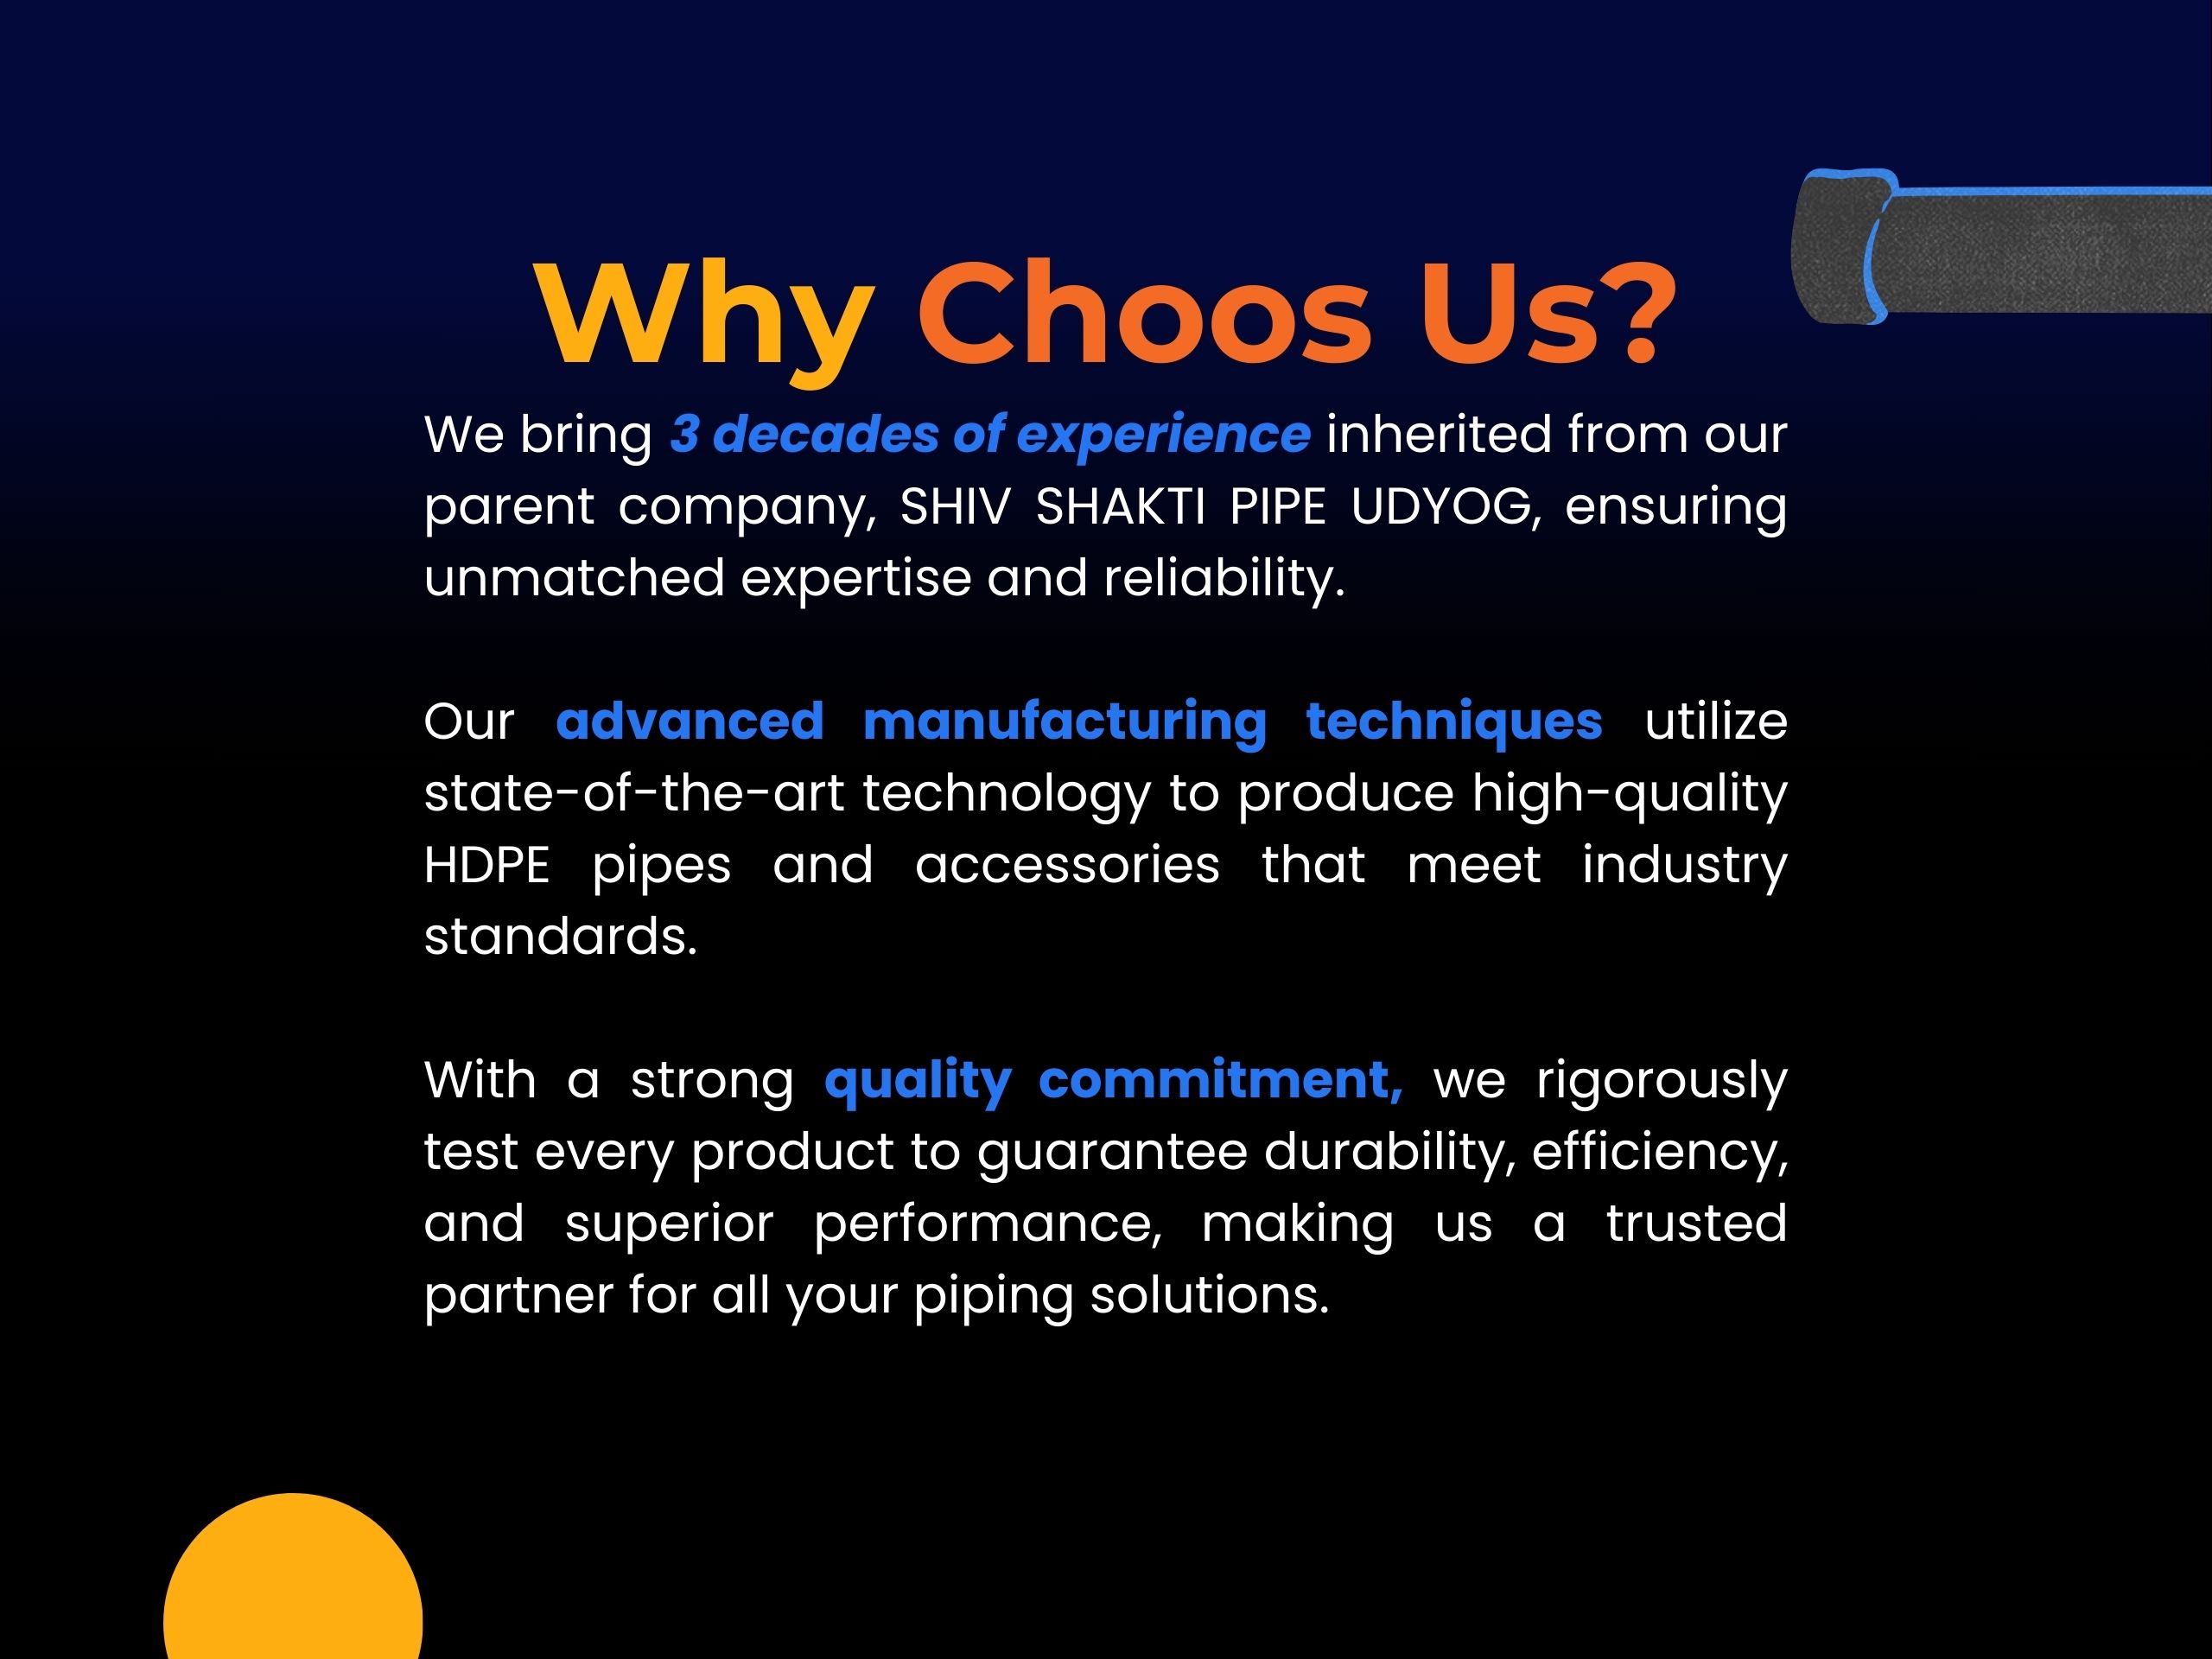 Why Choos Us?
We bring 3 decades of experience inherited from our
parent company, SHIV SHAKTI PIPE UDYOG, ensuring
unmatched expertise and reliability.
Our advanced manufacturing techniques utilize
state-of-the-art technology to produce high-quality
HDPE pipes and accessories that meet industry
standards.
With a strong quality commitment, we rigorously
test every product to guarantee durability, efficiency,
and superior performance, making us a trusted
partner for all your piping solutions.